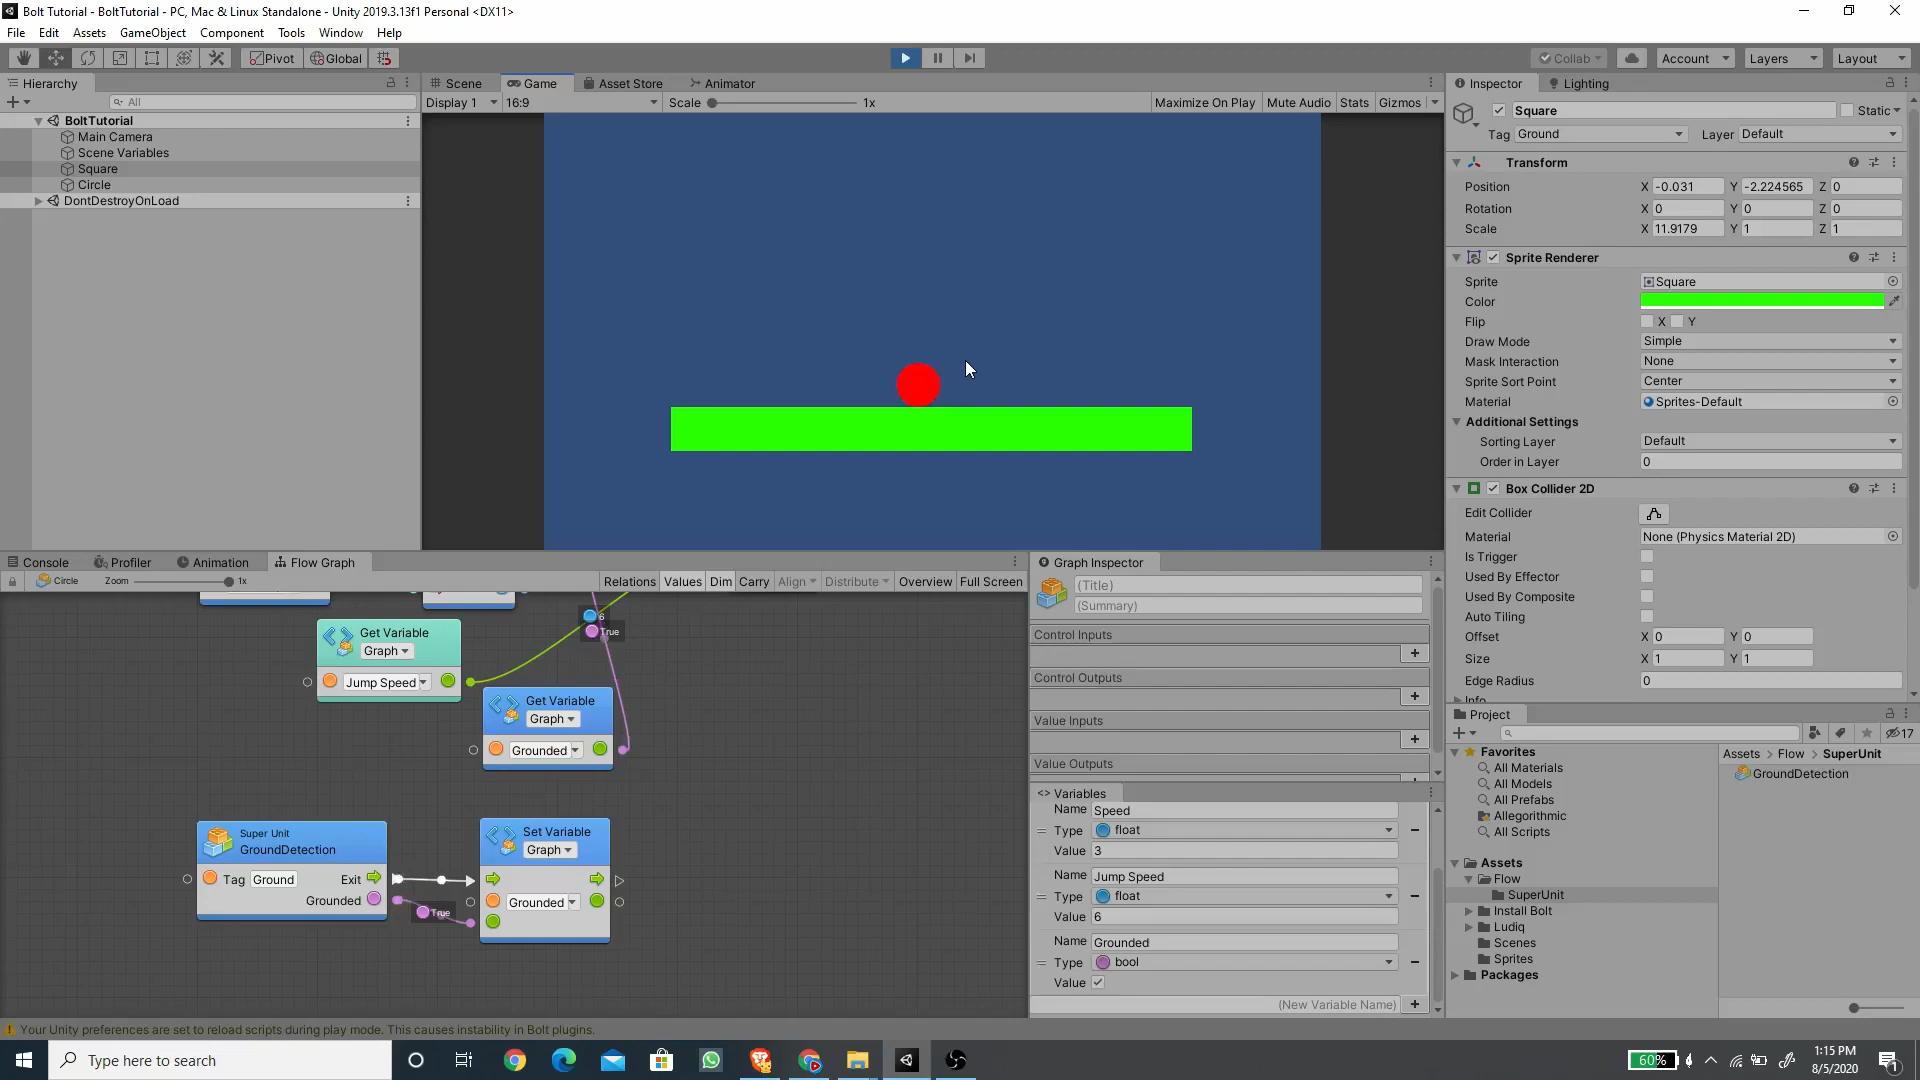 Bolt Tutorial - BoltTutorial - PC, Mac & Linux Standalone - Unity 2019.3.13f1 Personal <DX11>
File Edit Assets GameObject Component Tools Window Help
Pivot Global Collab Account Layers Layout
Hierarchy
All
BoltTutorial
Main Camera
Scene Variables
Square
Circle
DontDestroyOnLoad
Scene Game Asset Store Animator
Display 1 16:9 Scale 1x Maximize On Play Mute Audio Stats Gizmos
Inspector Lighting
Square Static
Tag Ground Layer Default
Transform
Position X -0.031 Y -2.224565 Z 0
Rotation X 0 Y 0 Z 0
Scale X 11.9179 Y 1 Z 1
Sprite Renderer
Sprite Square
Color
Flip X Y
Draw Mode Simple
Mask Interaction None
Sprite Sort Point Center
Material Sprites-Default
Additional Settings
Sorting Layer Default
Order in Layer 0
Box Collider 2D
Edit Collider
Material None (Physics Material 2D)
Is Trigger
Used By Effector
Used By Composite
Auto Tiling
Offset X 0 Y 0
Size X 1 Y 1
Edge Radius 0
Info
Console Profiler Animation Flow Graph
Circle Zoom 1x Relations Values Dim Carry Align Distribute Overview Full Screen
6
True
Get Variable
Graph
Jump Speed
Get Variable
Graph
Grounded
Super Unit
GroundDetection
Tag Ground Exit
Grounded
True
Set Variable
Graph
Grounded
Graph Inspector
(Title)
(Summary)
Control Inputs
Control Outputs
Value Inputs
Value Outputs
<> Variables
Name Speed
Type float
Value 3
Name Jump Speed
Type float
Value 6
Name Grounded
Type bool
Value
(New Variable Name)
Project
17
Favorites
All Materials
All Models
All Prefabs
Allegorithmic
All Scripts
Assets
Flow
SuperUnit
Install Bolt
Ludiq
Scenes
Sprites
Packages
Assets > Flow > SuperUnit
GroundDetection
Your Unity preferences are set to reload scripts during play mode. This causes instability in Bolt plugins.
Type here to search
60%
1:15 PM
8/5/2020
1